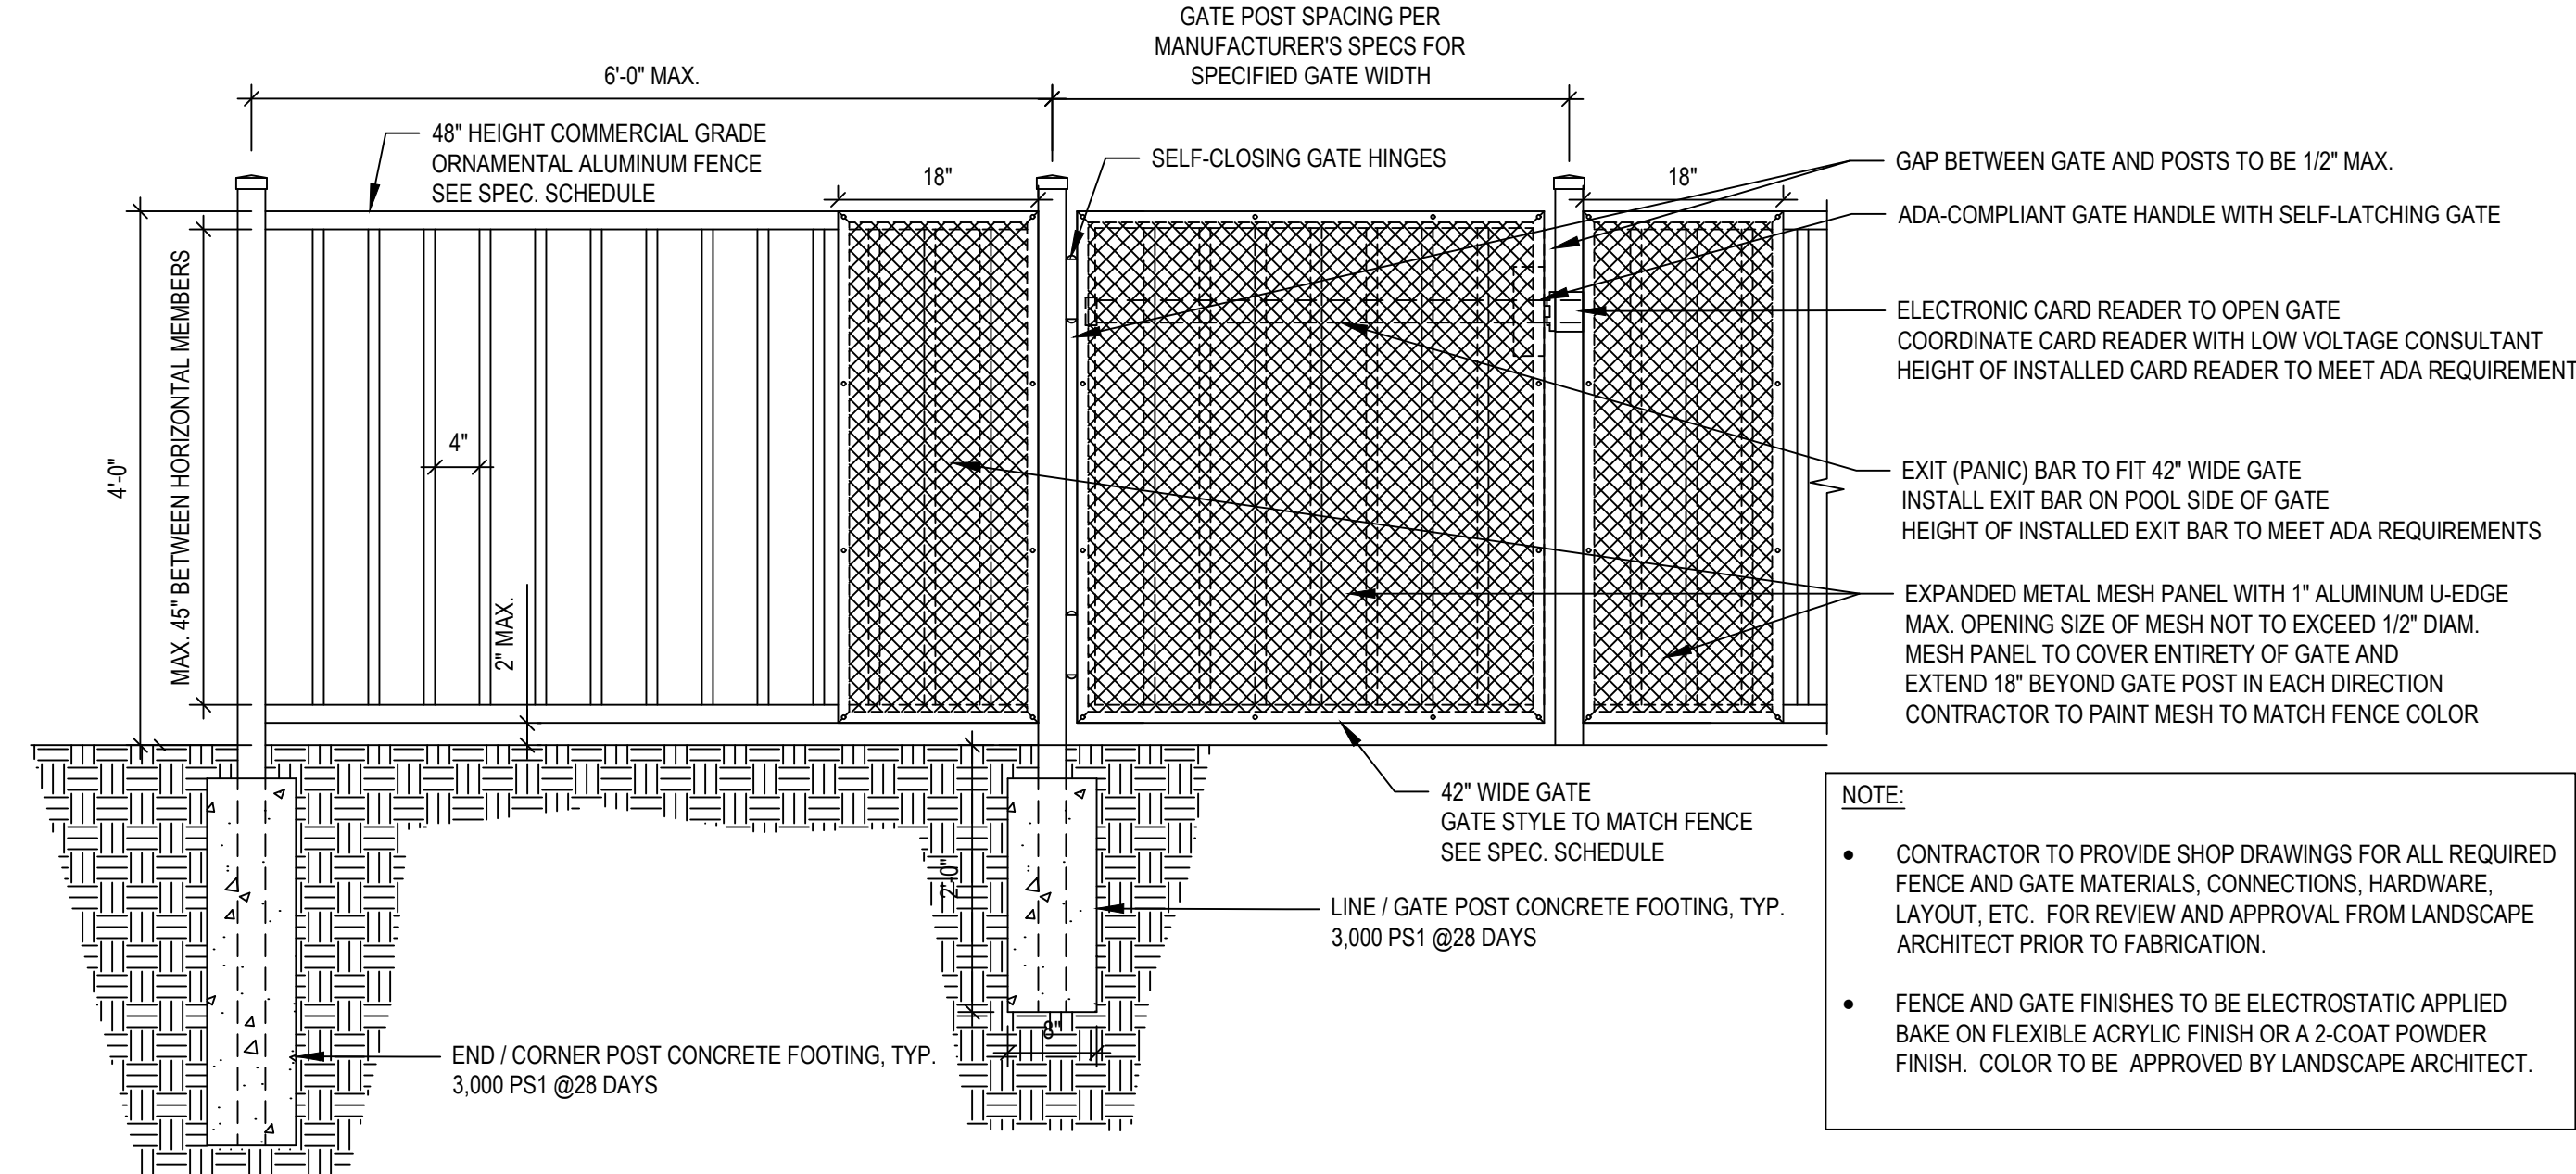 GATE POST SPACING PER
MANUFACTURER'S SPECS FOR
SPECIFIED GATE WIDTH
6'-0" MAX.
48" HEIGHT COMMERCIAL GRADE
ORNAMENTAL ALUMINUM FENCE
SEE SPEC. SCHEDULE
18"
SELF-CLOSING GATE HINGES
18"
GAP BETWEEN GATE AND POSTS TO BE 1/2" MAX.
ADA-COMPLIANT GATE HANDLE WITH SELF-LATCHING GATE
ELECTRONIC CARD READER TO OPEN GATE
COORDINATE CARD READER WITH LOW VOLTAGE CONSULTANT
HEIGHT OF INSTALLED CARD READER TO MEET ADA REQUIREMENT
4'-0"
MAX. 45" BETWEEN HORIZONTAL MEMBERS
4"
2" MAX.
EXIT (PANIC) BAR TO FIT 42" WIDE GATE
INSTALL EXIT BAR ON POOL SIDE OF GATE
HEIGHT OF INSTALLED EXIT BAR TO MEET ADA REQUIREMENTS
EXPANDED METAL MESH PANEL WITH 1" ALUMINUM U-EDGE
MAX. OPENING SIZE OF MESH NOT TO EXCEED 1/2" DIAM.
MESH PANEL TO COVER ENTIRETY OF GATE AND
EXTEND 18" BEYOND GATE POST IN EACH DIRECTION
CONTRACTOR TO PAINT MESH TO MATCH FENCE COLOR
42" WIDE GATE
GATE STYLE TO MATCH FENCE
SEE SPEC. SCHEDULE
2'-0"
LINE / GATE POST CONCRETE FOOTING, TYP.
3,000 PS1 @28 DAYS
8"
END / CORNER POST CONCRETE FOOTING, TYP.
3,000 PS1 @28 DAYS
NOTE:
• CONTRACTOR TO PROVIDE SHOP DRAWINGS FOR ALL REQUIRED
FENCE AND GATE MATERIALS, CONNECTIONS, HARDWARE,
LAYOUT, ETC. FOR REVIEW AND APPROVAL FROM LANDSCAPE
ARCHITECT PRIOR TO FABRICATION.
• FENCE AND GATE FINISHES TO BE ELECTROSTATIC APPLIED
BAKE ON FLEXIBLE ACRYLIC FINISH OR A 2-COAT POWDER
FINISH. COLOR TO BE APPROVED BY LANDSCAPE ARCHITECT.